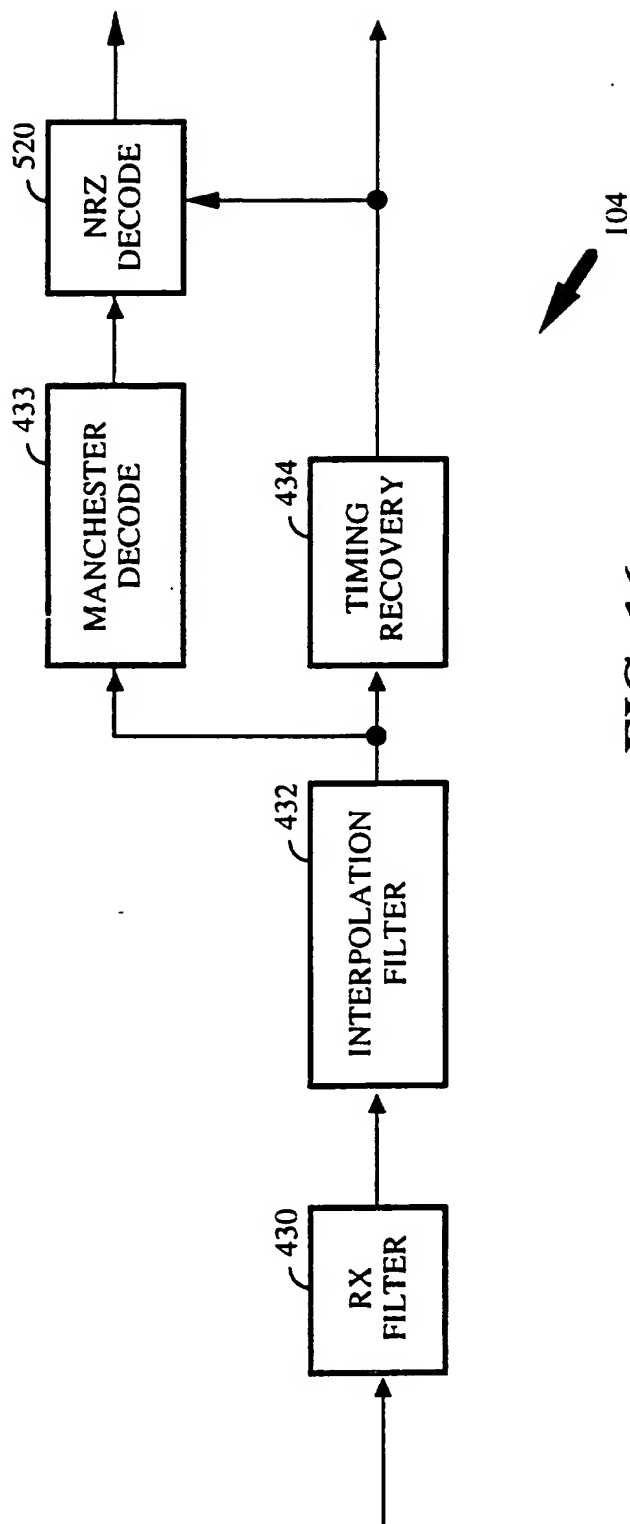 430
RX
FILTER
432
INTERPOLATION
FILTER
433
MANCHESTER
DECODE
434
TIMING
RECOVERY
520
NRZ
DECODE
104